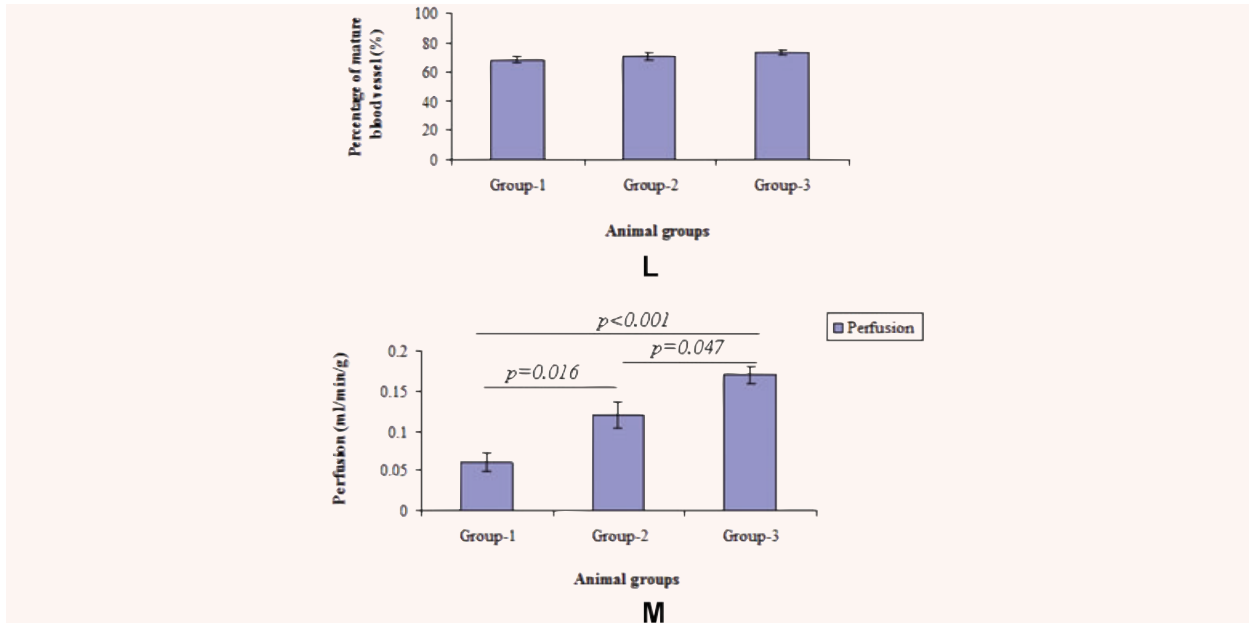 Percentage of mature
blood vessel (%)
100
80
60
40
20
0
Group-1 Group-2 Group-3
Animal groups
L
p<0.001
Perfusion
p=0.047
p=0.016
Perfusion (ml/min/g)
0.2
0.15
0.1
0.05
0
Group-1 Group-2 Group-3
Animal groups
M